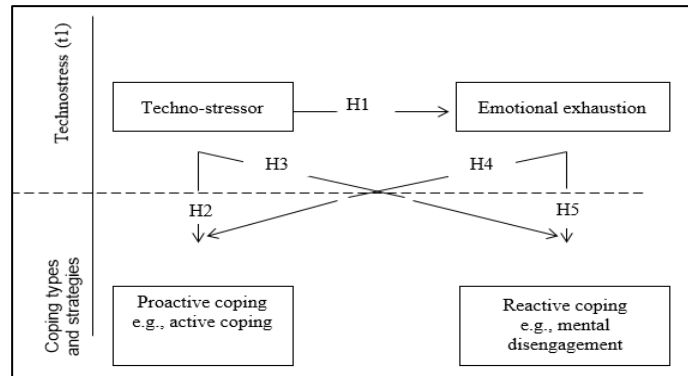 Technostress (t1)
Techno-stressor
H1
Emotional exhaustion
H3
H4
H2
H5
Coping types
and strategies
Proactive coping
e.g., active coping
Reactive coping
e.g., mental
disengagement